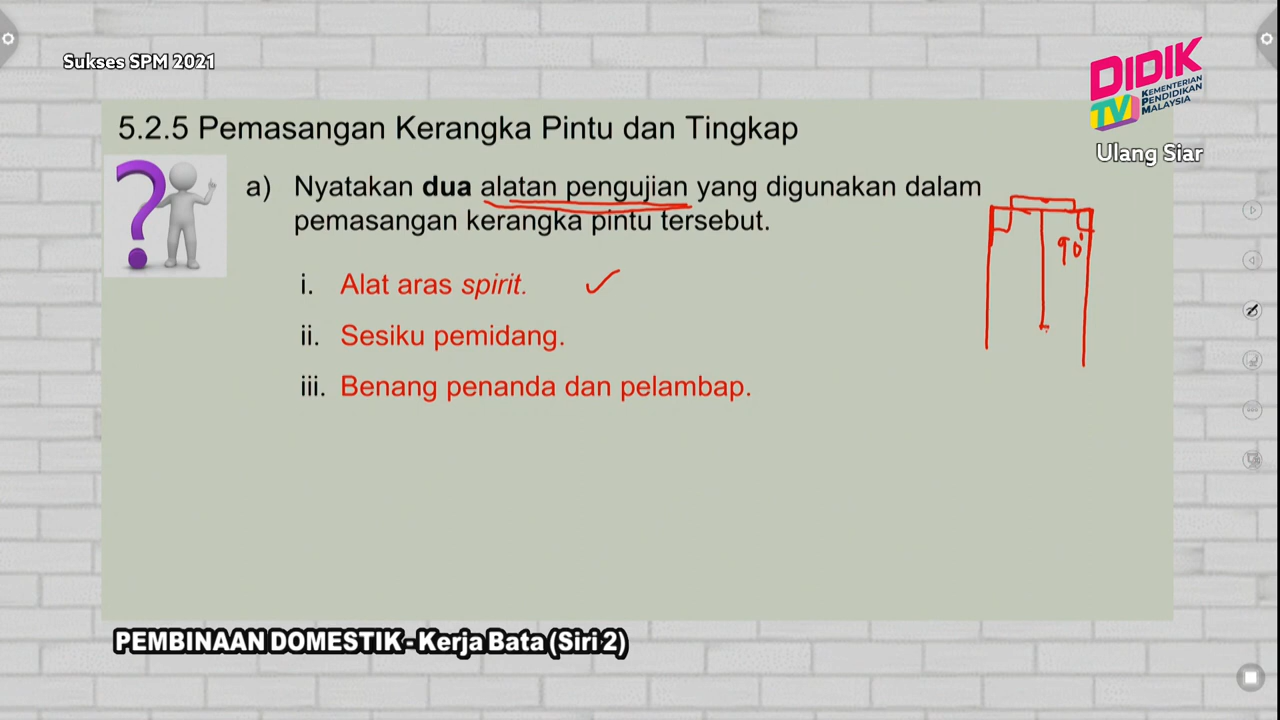 Sukses SPM 2021
DIDIK
TV
KEMENTERIAN
PENDIDIKAN
MALAYSIA
Ulang Siar
5.2.5 Pemasangan Kerangka Pintu dan Tingkap
a) Nyatakan dua alatan pengujian yang digunakan dalam
pemasangan kerangka pintu tersebut.
i. Alat aras spirit.
ii. Sesiku pemidang.
iii. Benang penanda dan pelambap.
90°
PEMBINAAN DOMESTIK - Kerja Bata (Siri 2)